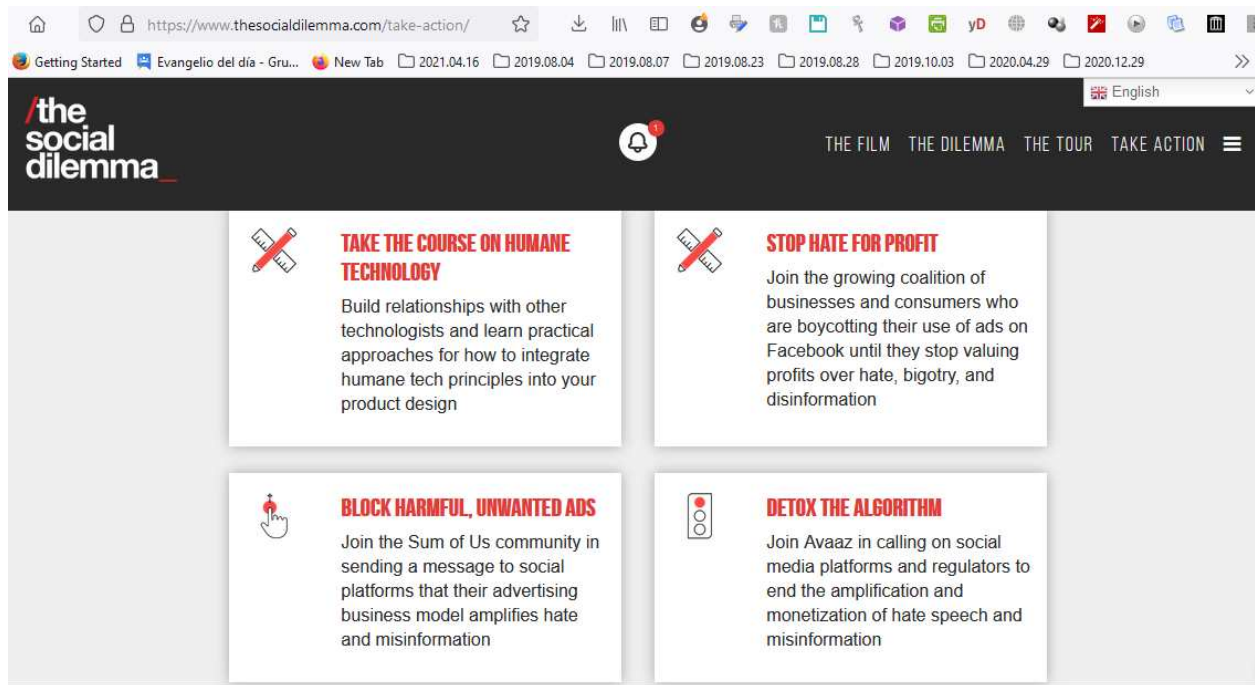 https://www.thesocialdilemma.com/take-action/
yD
Getting Started Evangelio del día - Gru... New Tab 2021.04.16 2019.08.04 2019.08.07 2019.08.23 2019.08.28 2019.10.03 2020.04.29 2020.12.29
English
/the
social
dilemma_
1
THE FILM THE DILEMMA THE TOUR TAKE ACTION
TAKE THE COURSE ON HUMANE
TECHNOLOGY
Build relationships with other
technologists and learn practical
approaches for how to integrate
humane tech principles into your
product design
STOP HATE FOR PROFIT
Join the growing coalition of
businesses and consumers who
are boycotting their use of ads on
Facebook until they stop valuing
profits over hate, bigotry, and
disinformation
BLOCK HARMFUL, UNWANTED ADS
Join the Sum of Us community in
sending a message to social
platforms that their advertising
business model amplifies hate
and misinformation
DETOX THE ALGORITHM
Join Avaaz in calling on social
media platforms and regulators to
end the amplification and
monetization of hate speech and
misinformation